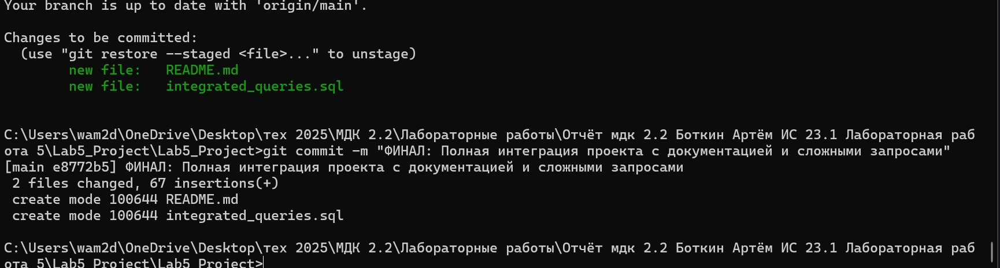 Your branch is up to date with 'origin/main'.
Changes to be committed:
(use "git restore --staged <file>..." to unstage)
new file:   README.md
new file:   integrated_queries.sql
C:\Users\wam2d\OneDrive\Desktop\тех 2025\МДК 2.2\Лабораторные работы\Отчёт мдк 2.2 Боткин Артём ИС 23.1 Лабораторная раб
ота 5\Lab5_Project\Lab5_Project>git commit -m "ФИНАЛ: Полная интеграция проекта с документацией и сложными запросами"
[main e8772b5] ФИНАЛ: Полная интеграция проекта с документацией и сложными запросами
2 files changed, 67 insertions(+)
create mode 100644 README.md
create mode 100644 integrated_queries.sql
C:\Users\wam2d\OneDrive\Desktop\тех 2025\МДК 2.2\Лабораторные работы\Отчёт мдк 2.2 Боткин Артём ИС 23.1 Лабораторная раб
ота 5\Lab5_Project\Lab5_Project>